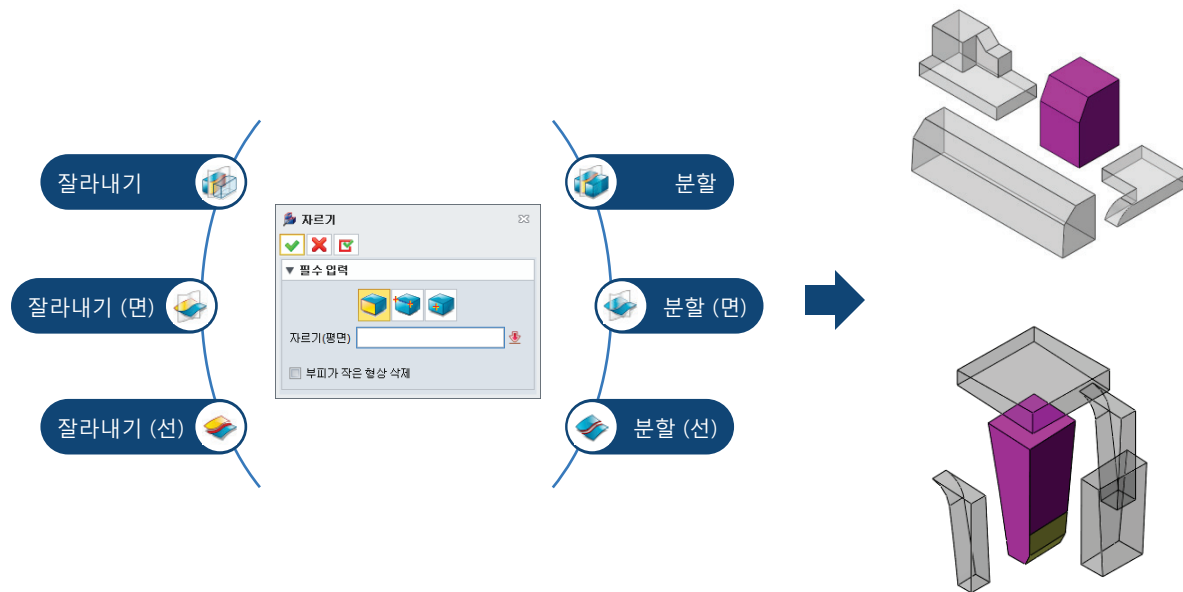 잘라내기
잘라내기 (면)
잘라내기 (선)
자르기
필수 입력
자르기(평면)
부피가 작은 형상 삭제
분할
분할 (면)
분할 (선)